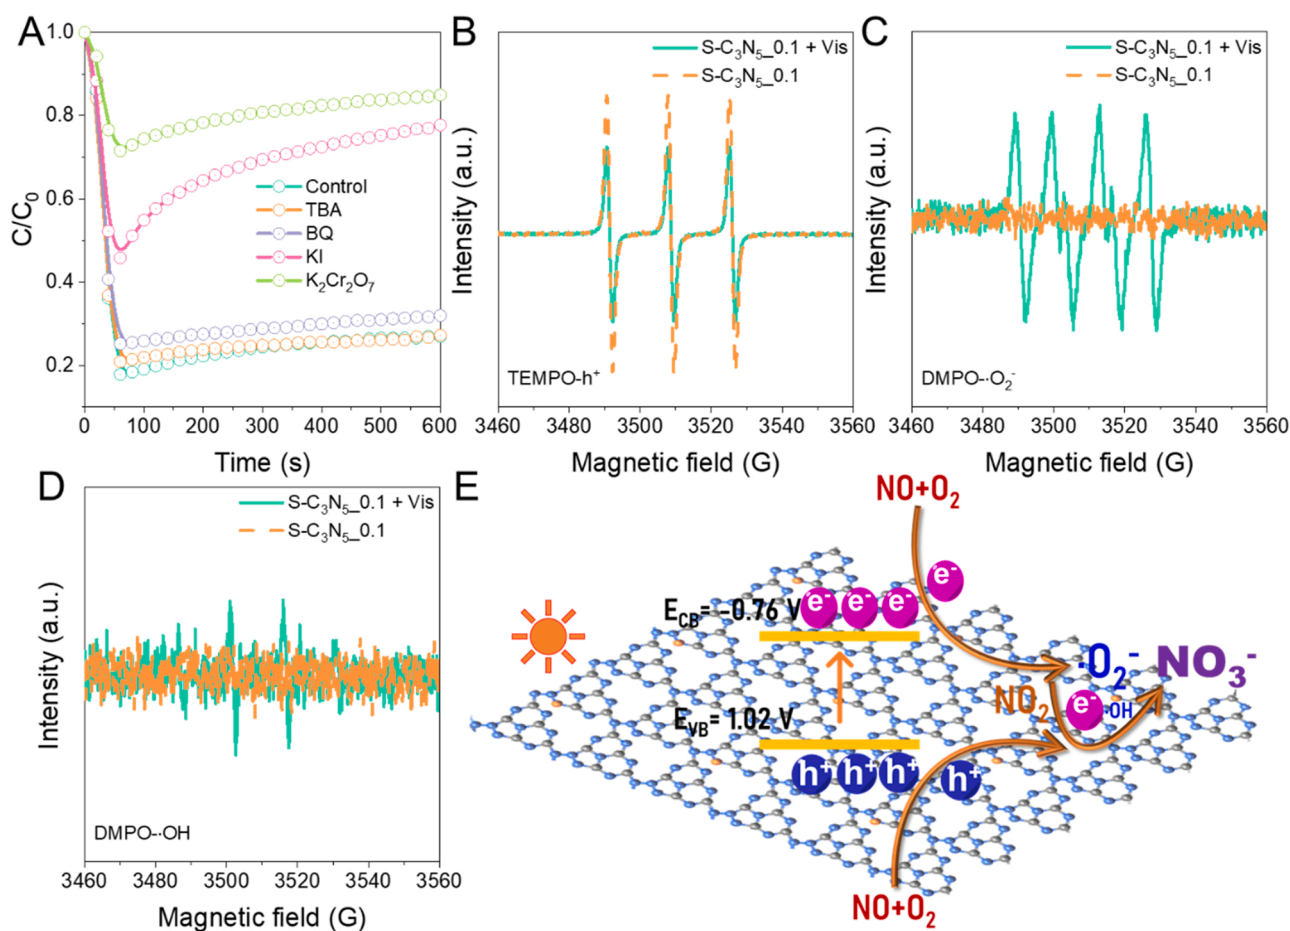 A
1.0
0.8
0.6
0.4
0.2
C/C0
Control
TBA
BQ
KI
K2Cr2O7
0 100 200 300 400 500 600
Time (s)
B
Intensity (a.u.)
S-C3N5_0.1 + Vis
S-C3N5_0.1
TEMPO-h+
3460 3480 3500 3520 3540 3560
Magnetic field (G)
C
Intensity (a.u.)
S-C3N5_0.1 + Vis
S-C3N5_0.1
DMPO-·O2-
3460 3480 3500 3520 3540 3560
Magnetic field (G)
D
Intensity (a.u.)
S-C3N5_0.1 + Vis
S-C3N5_0.1
DMPO-·OH
3460 3480 3500 3520 3540 3560
Magnetic field (G)
E
NO+O2
e-
ECB= -0.76 V
e- e- e-
·O2- NO3-
NO2
e- ·OH
EVB= 1.02 V
h+ h+ h+ h+
NO+O2